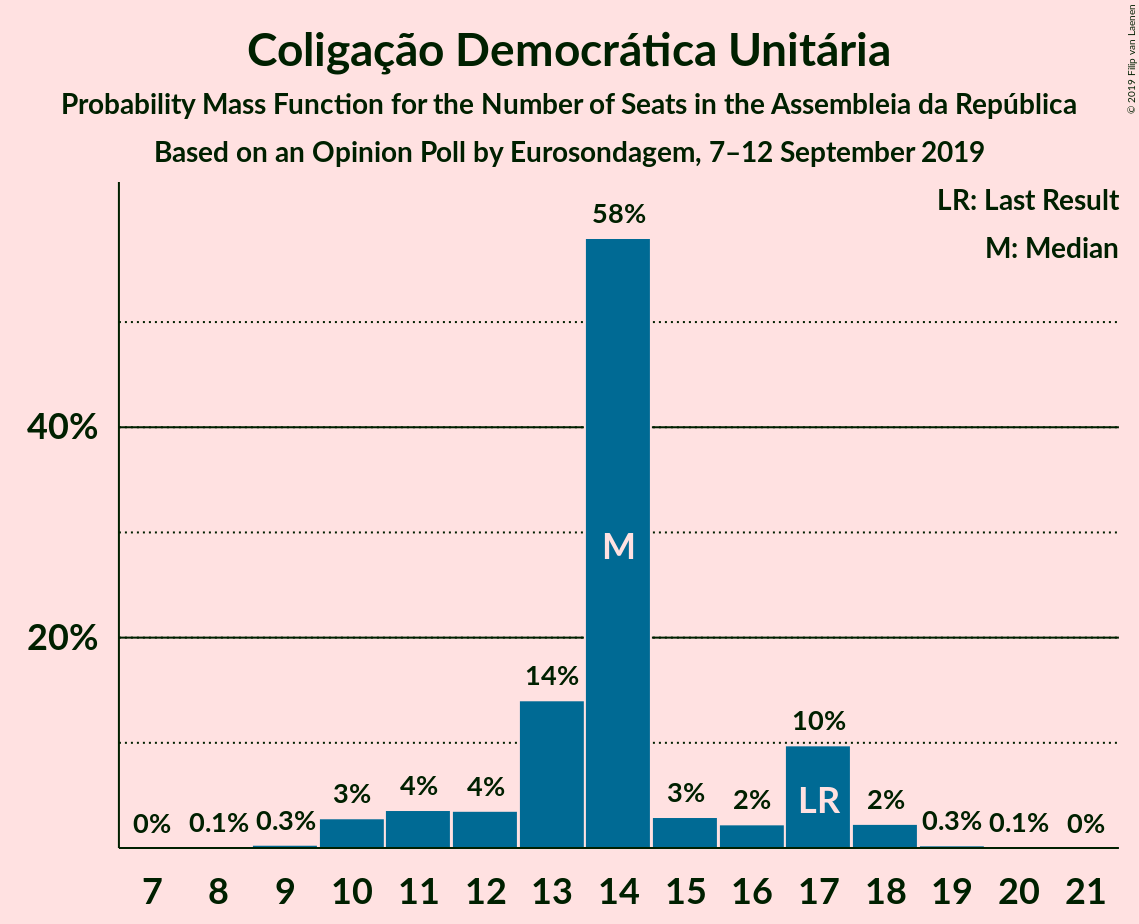 Coligação Democrática Unitária
Probability Mass Function for the Number of Seats in the Assembleia da República
Based on an Opinion Poll by Eurosondagem, 7–12 September 2019
© 2019 Filip van Laenen
LR: Last Result
M: Median
40%
20%
0%
0.1%
0.3%
3%
4%
4%
14%
58%
3%
2%
10%
2%
0.3%
0.1%
0%
M
LR
7 8 9 10 11 12 13 14 15 16 17 18 19 20 21